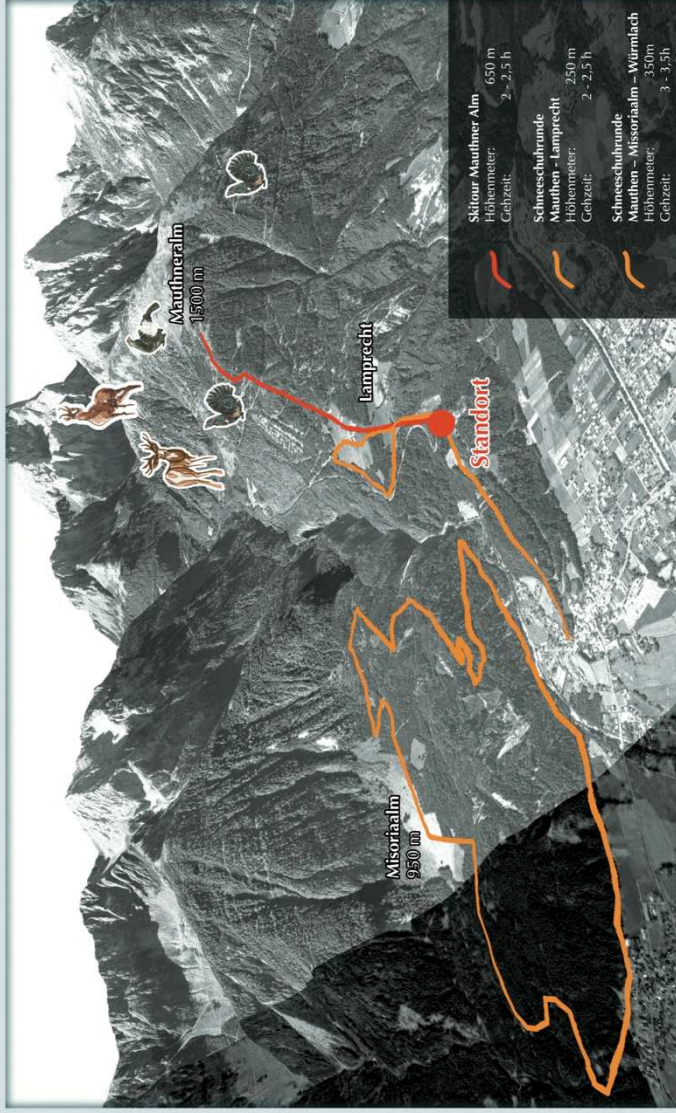 Mauthneralm
1500 m
Lamprecht
Standort
Misoriaalm
950 m
Skitour Mauthner Alm
Höhenmeter: 650 m
Gehzeit: 2 - 2,5 h
Schneeschuhrunde
Mauthen - Lamprecht
Höhenmeter: 250 m
Gehzeit: 2 - 2,5 h
Schneeschuhrunde
Mauthen – Missoriaalm – Würmlach
Höhenmeter: 350m
Gehzeit: 3 - 3,5h